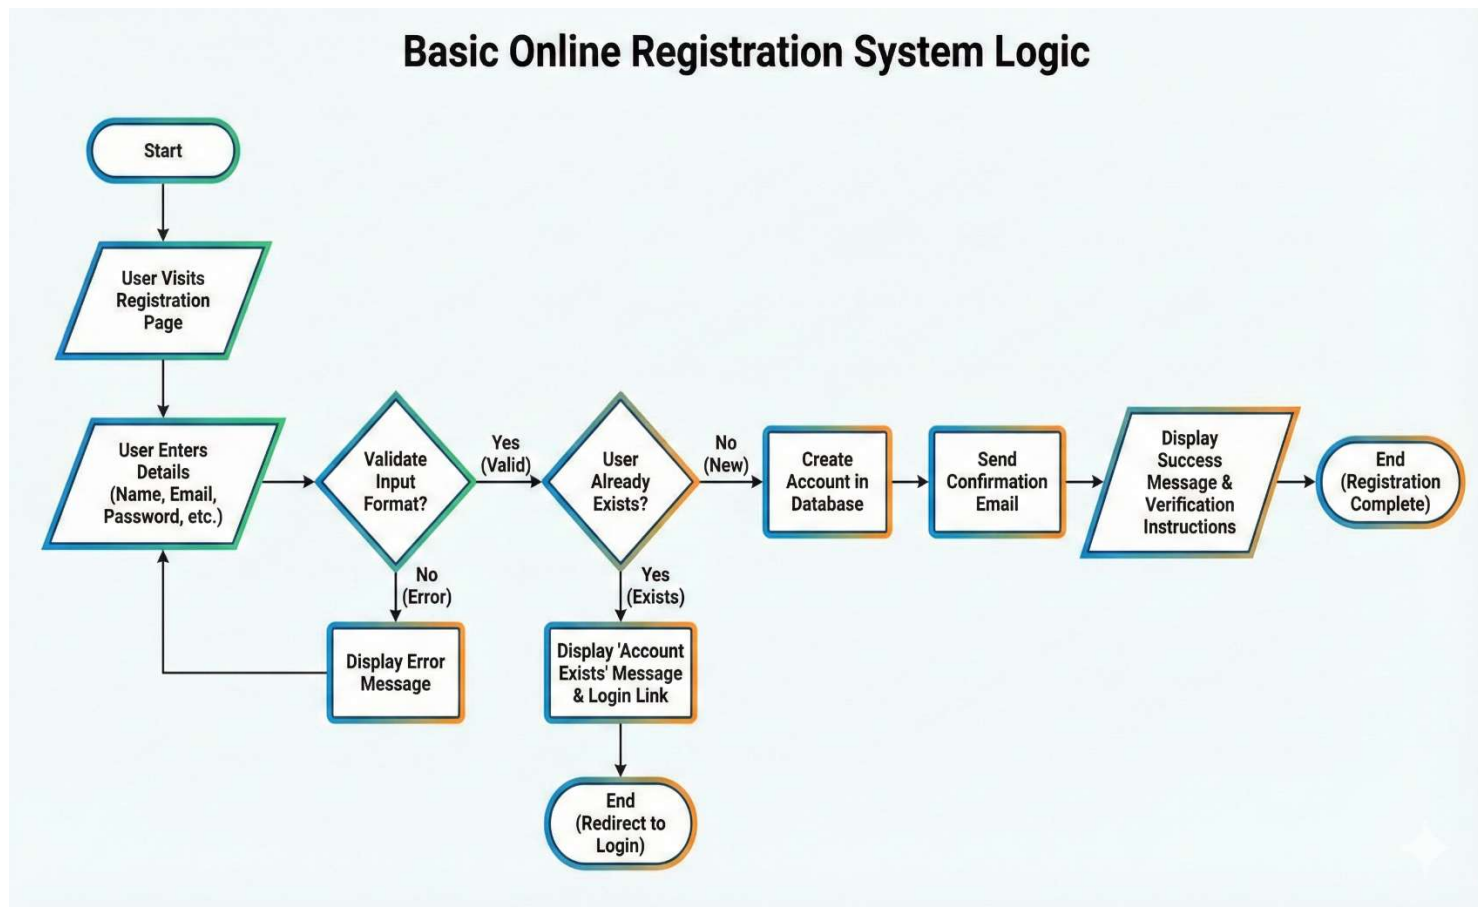 Basic Online Registration System Logic
Start
User Visits
Registration
Page
User Enters
Details
(Name, Email,
Password, etc.)
Validate
Input
Format?
Yes
(Valid)
User
Already
Exists?
No
(New)
Create
Account in
Database
Send
Confirmation
Email
Display
Success
Message &
Verification
Instructions
End
(Registration
Complete)
No
(Error)
Display Error
Message
Yes
(Exists)
Display 'Account
Exists' Message
& Login Link
End
(Redirect to
Login)